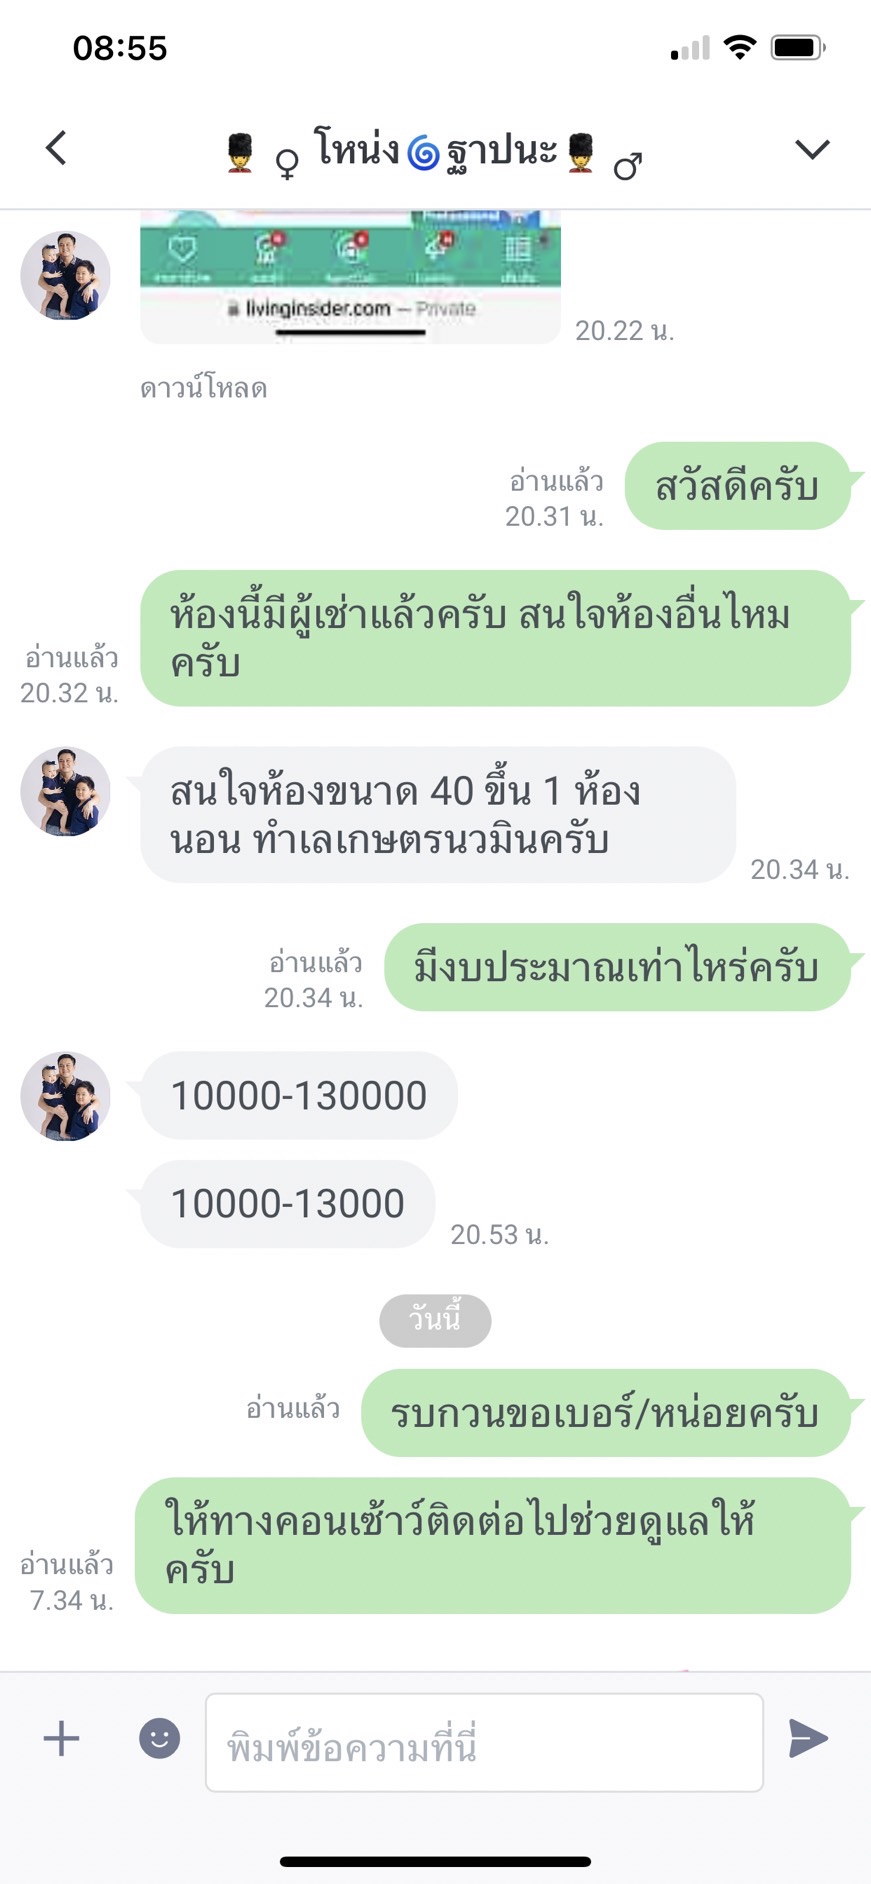 08:55
♀ โหน่ง🌀ฐาปนะ ♂
livinginsider.com — Private
20.22 น.
ดาวน์โหลด
สวัสดีครับ
อ่านแล้ว
20.31 น.
ห้องนี้มีผู้เช่าแล้วครับ สนใจห้องอื่นไหม
ครับ
อ่านแล้ว
20.32 น.
สนใจห้องขนาด 40 ขึ้น 1 ห้อง
นอน ทำเลเกษตรนวมินครับ
20.34 น.
มีงบประมาณเท่าไหร่ครับ
อ่านแล้ว
20.34 น.
10000-130000
10000-13000
20.53 น.
วันนี้
รบกวนขอเบอร์/หน่อยครับ
อ่านแล้ว
ให้ทางคอนเซ้าว์ติดต่อไปช่วยดูแลให้
ครับ
อ่านแล้ว
7.34 น.
พิมพ์ข้อความที่นี่